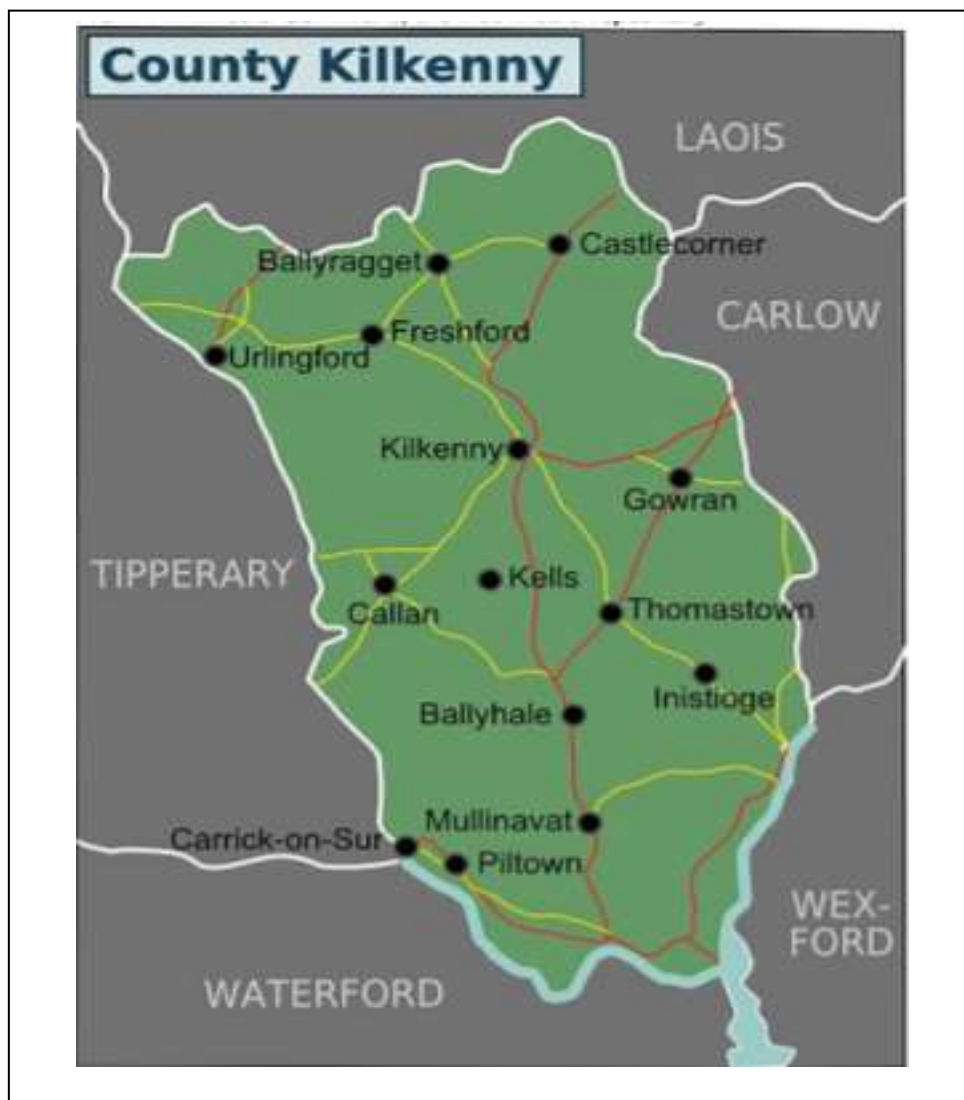 County Kilkenny
LAOIS
Castlecorner
Ballyragget
CARLOW
Freshford
Urlingford
Kilkenny
Gowran
TIPPERARY
Kells
Callan
Thomastown
Inistioge
Ballyhale
Mullinavat
Carrick-on-Sur
Piltown
WEX-
FORD
WATERFORD